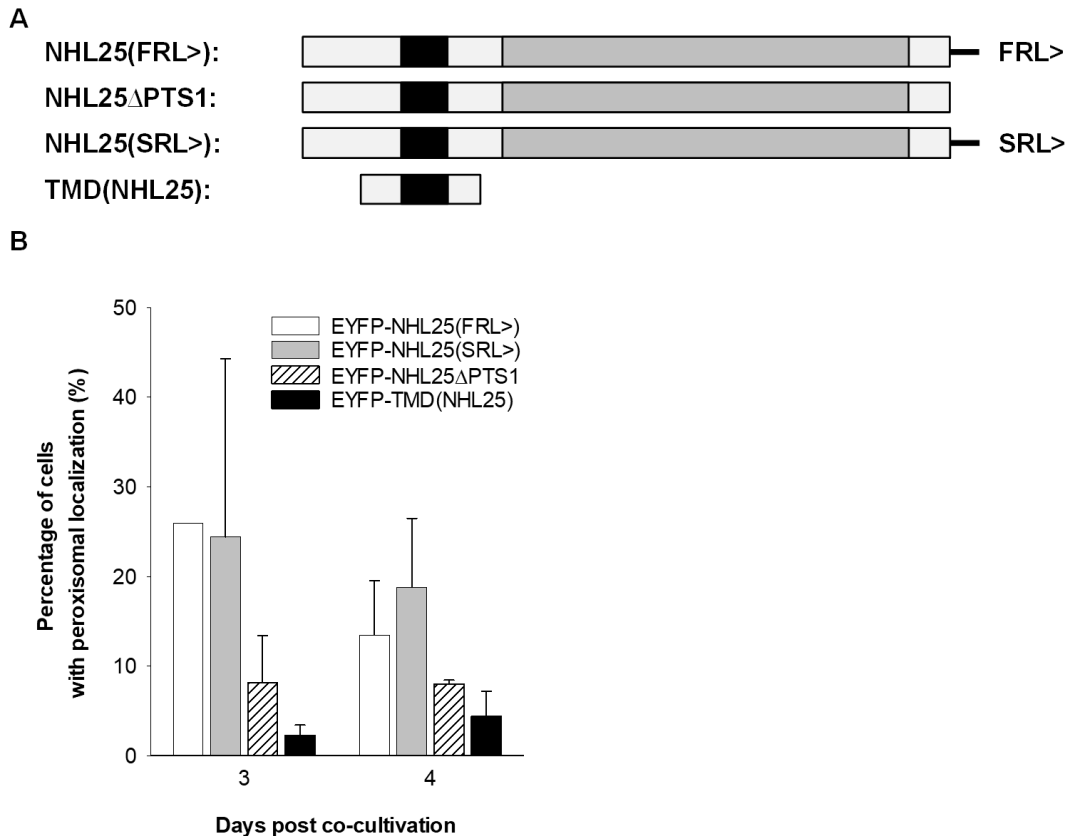 A
NHL25(FRL>): FRL>
NHL25ΔPTS1:
NHL25(SRL>): SRL>
TMD(NHL25):
B
50
40
30
20
10
0
Percentage of cells
with peroxisomal localization (%)
EYFP-NHL25(FRL>)
EYFP-NHL25(SRL>)
EYFP-NHL25ΔPTS1
EYFP-TMD(NHL25)
3 4
Days post co-cultivation